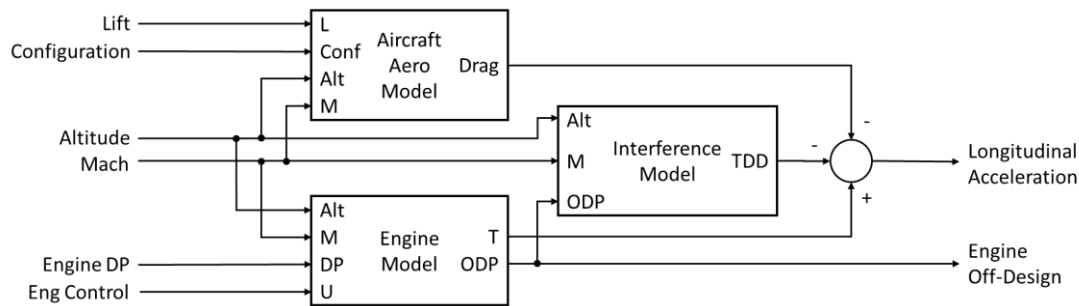 Lift
Configuration
Altitude
Mach
Engine DP
Eng Control
L
Conf
Alt
M
Aircraft
Aero
Model
Drag
Alt
M
ODP
Interference
Model
TDD
Alt
M
DP
U
Engine
Model
T
ODP
-
-
+
Longitudinal
Acceleration
Engine
Off-Design